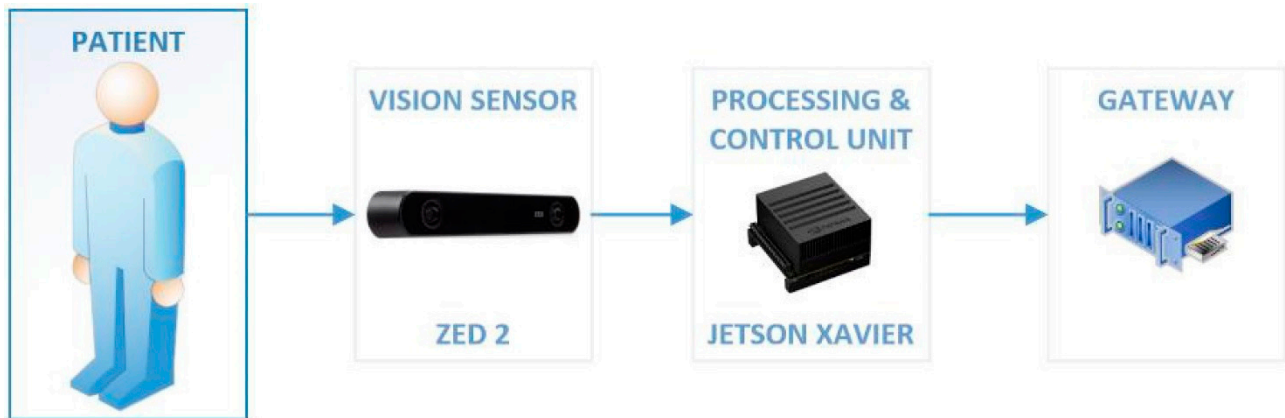 PATIENT
VISION SENSOR
ZED 2
PROCESSING &
CONTROL UNIT
JETSON XAVIER
GATEWAY